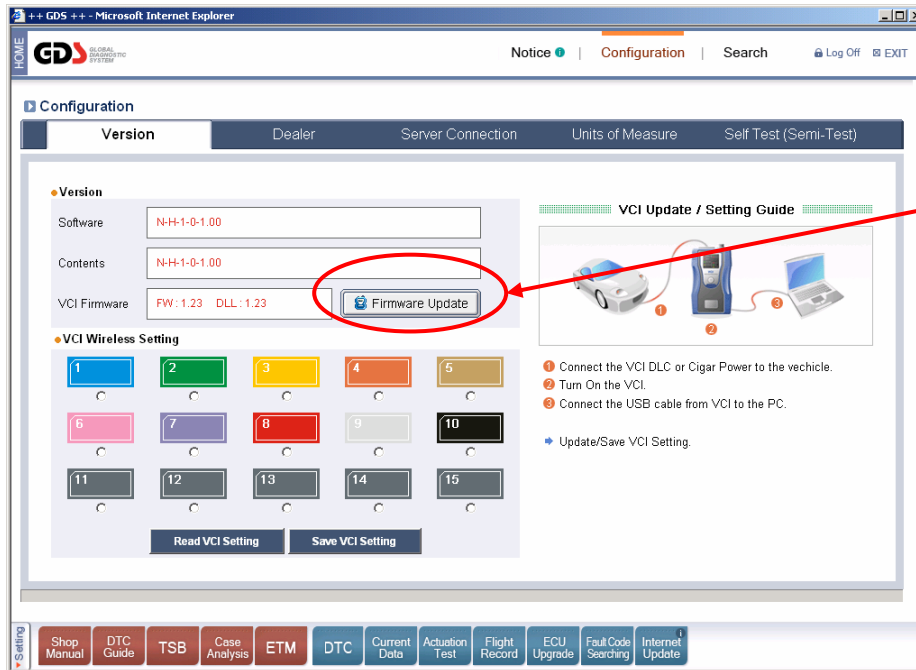 ++ GDS ++ - Microsoft Internet Explorer
HOME
GDS GLOBAL DIAGNOSTIC SYSTEM
Notice | Configuration | Search
Log Off EXIT
Configuration
Version Dealer Server Connection Units of Measure Self Test (Semi-Test)
Version
Software N-H-1-0-1.00
Contents N-H-1-0-1.00
VCI Firmware FW : 1.23 DLL : 1.23 Firmware Update
VCI Wireless Setting
1 2 3 4 5
6 7 8 9 10
11 12 13 14 15
Read VCI Setting Save VCI Setting
VCI Update / Setting Guide
1 2 3
1 Connect the VCI DLC or Cigar Power to the vechicle.
2 Turn On the VCI.
3 Connect the USB cable from VCI to the PC.
Update/Save VCI Setting.
Setting
Shop Manual
DTC Guide
TSB
Case Analysis
ETM
DTC
Current Data
Actuation Test
Flight Record
ECU Upgrade
Fault Code Searching
Internet Update